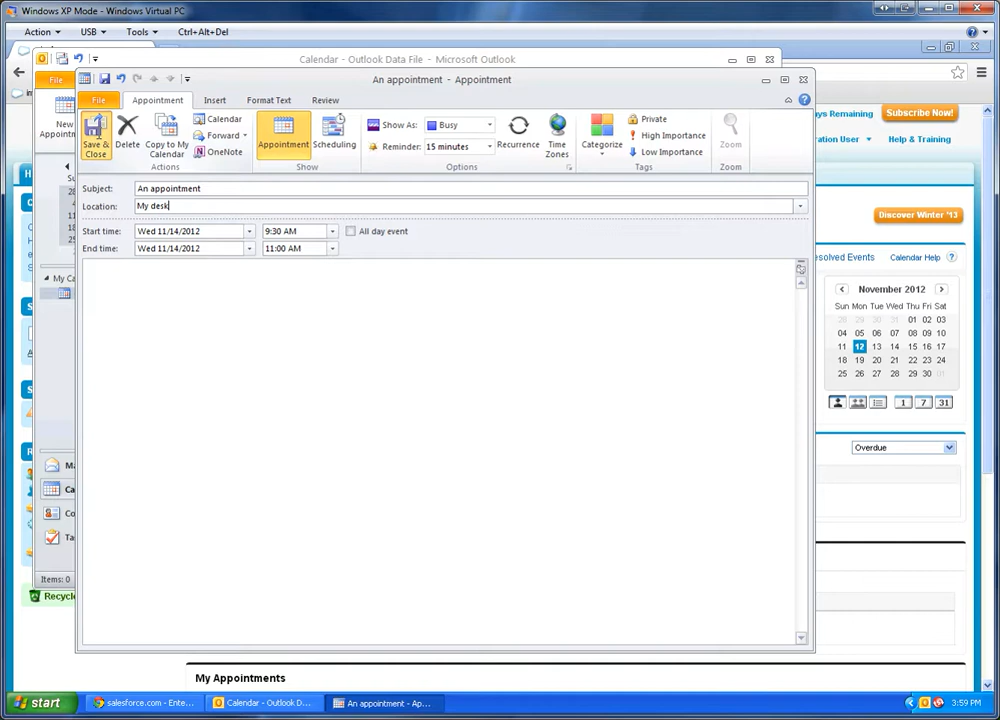 Windows XP Mode - Windows Virtual PC
Action USB Tools Ctrl+Alt+Del
Calendar - Outlook Data File - Microsoft Outlook
File
An appointment - Appointment
File Appointment Insert Format Text Review
New
Save &
Close
Delete
Copy to My
Calendar
Calendar
Forward
OneNote
Actions
Appointment
Scheduling
Show
Show As: Busy
Reminder: 15 minutes
Recurrence
Time
Zones
Options
Categorize
Private
High Importance
Low Importance
Tags
Zoom
Zoom
Subject: An appointment
Location: My desk
Start time: Wed 11/14/2012 9:30 AM All day event
End time: Wed 11/14/2012 11:00 AM
Subscribe Now!
Help & Training
Discover Winter '13
Calendar Help ?
November 2012
Sun Mon Tue Wed Thu Fri Sat
28 29 30 31 01 02 03
04 05 06 07 08 09 10
11 12 13 14 15 16 17
18 19 20 21 22 23 24
25 26 27 28 29 30 01
1 7 31
Overdue
Items: 0
My Appointments
start
salesforce.com - Ente...
Calendar - Outlook D...
An appointment - Ap...
3:59 PM